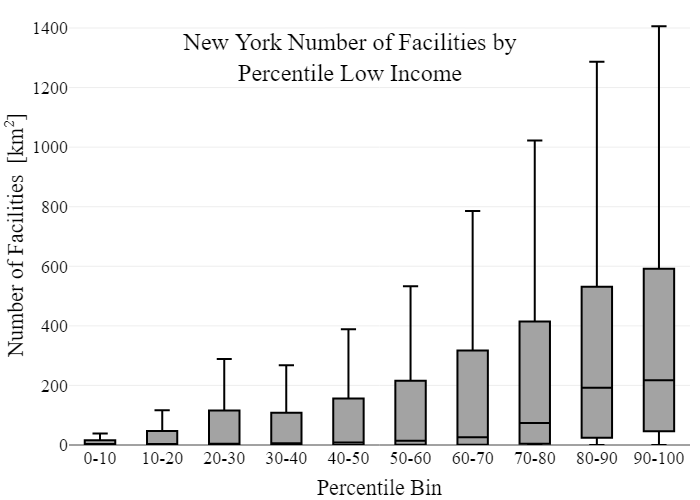 New York Number of Facilities by
Percentile Low Income
Number of Facilities [km²]
1400
1200
1000
800
600
400
200
0
0-10 10-20 20-30 30-40 40-50 50-60 60-70 70-80 80-90 90-100
Percentile Bin